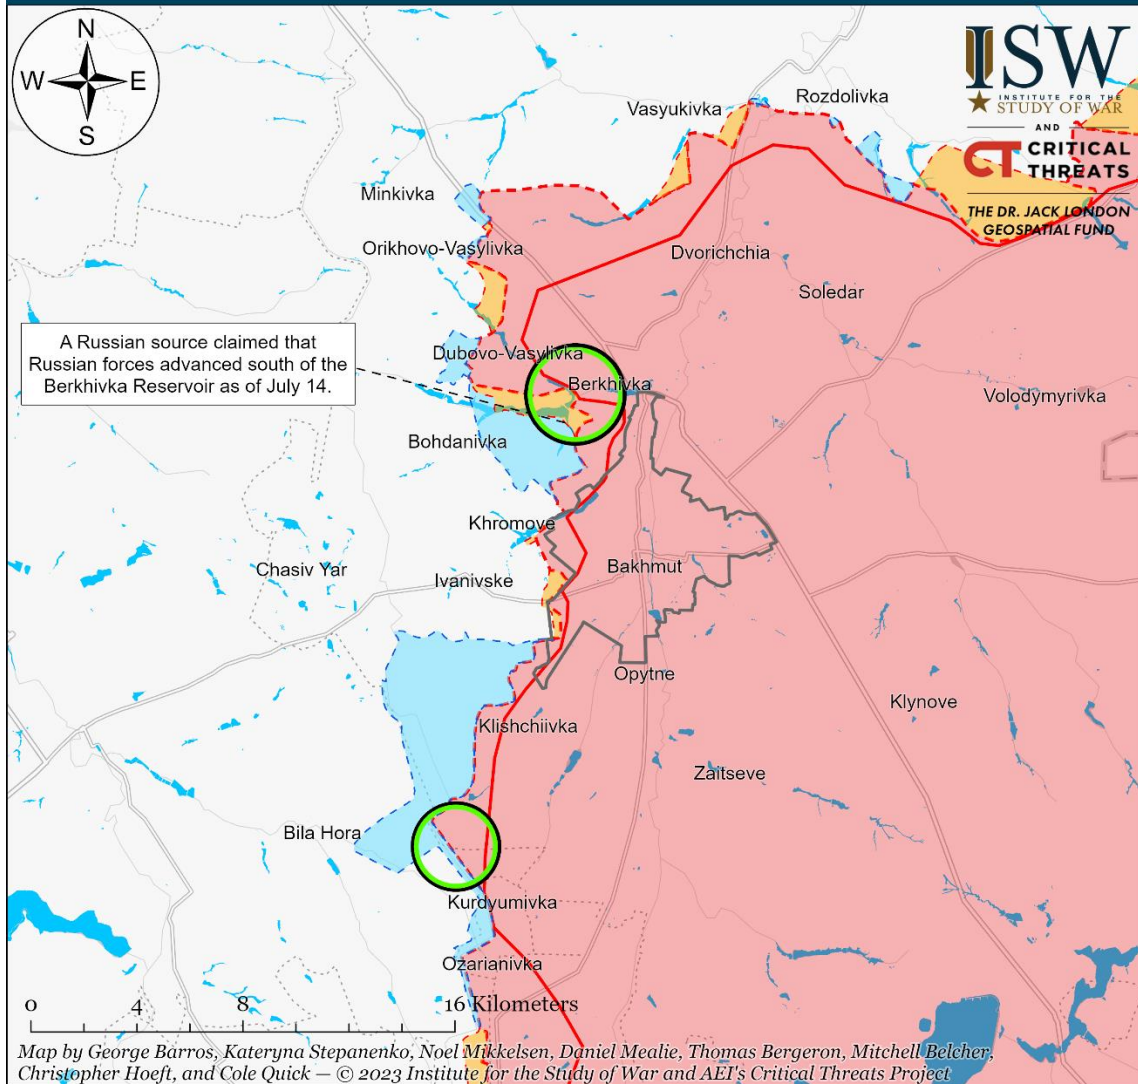 N
W E
S
ISW
INSTITUTE FOR THE
STUDY OF WAR
AND
CT CRITICAL
THREATS
THE DR. JACK LONDON
GEOSPATIAL FUND
Vasyukivka
Rozdolivka
Minkivka
Orikhovo-Vasylivka
Dvorichchia
Soledar
A Russian source claimed that
Russian forces advanced south of the
Berkhivka Reservoir as of July 14.
Dubovo-Vasylivka
Berkhivka
Volodymyrivka
Bohdanivka
Khromove
Chasiv Yar
Ivanivske
Bakhmut
Opytne
Klynove
Klishchiivka
Zaitseve
Bila Hora
Kurdyumivka
Ozarianivka
0 4 8 16 Kilometers
Map by George Barros, Kateryna Stepanenko, Noel Mikkelsen, Daniel Mealie, Thomas Bergeron, Mitchell Belcher,
Christopher Hoeft, and Cole Quick — © 2023 Institute for the Study of War and AEI's Critical Threats Project